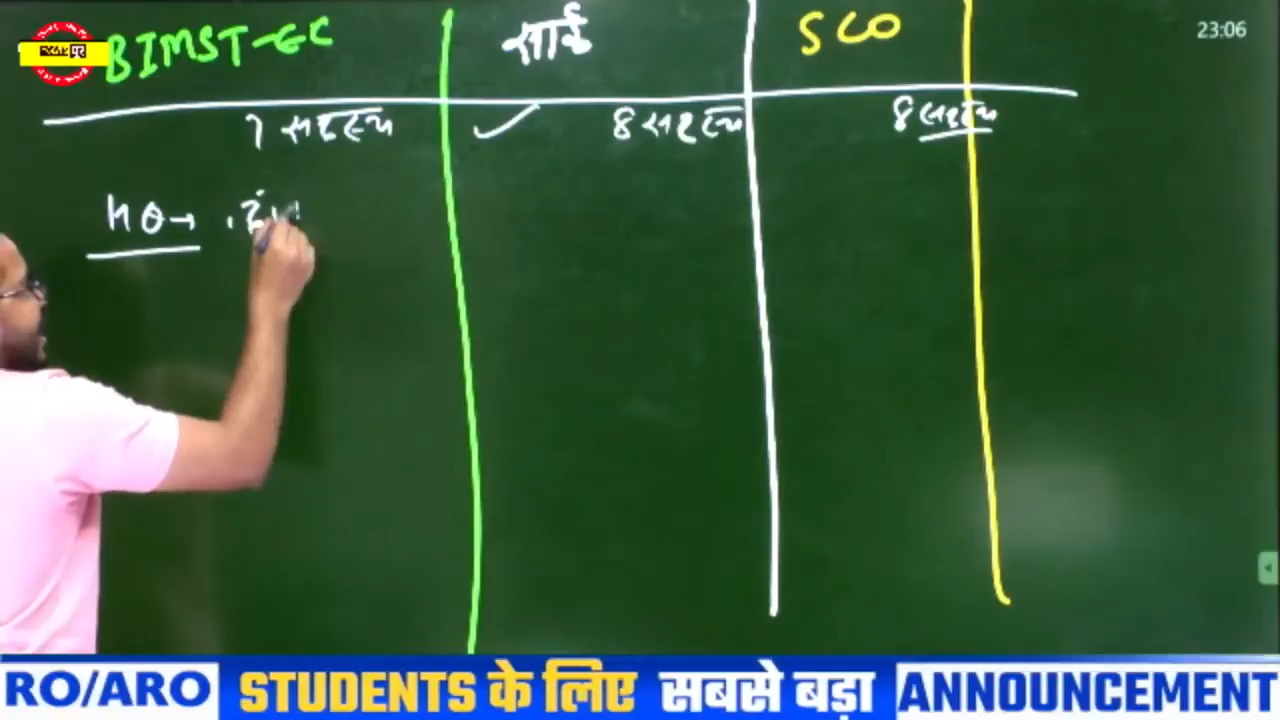 BIMST-EC
सार्क
SCO
23:06
7 सदस्य
8 सदस्य
8 सदस्य
HQ→
RO/ARO STUDENTS के लिए सबसे बड़ा ANNOUNCEMENT